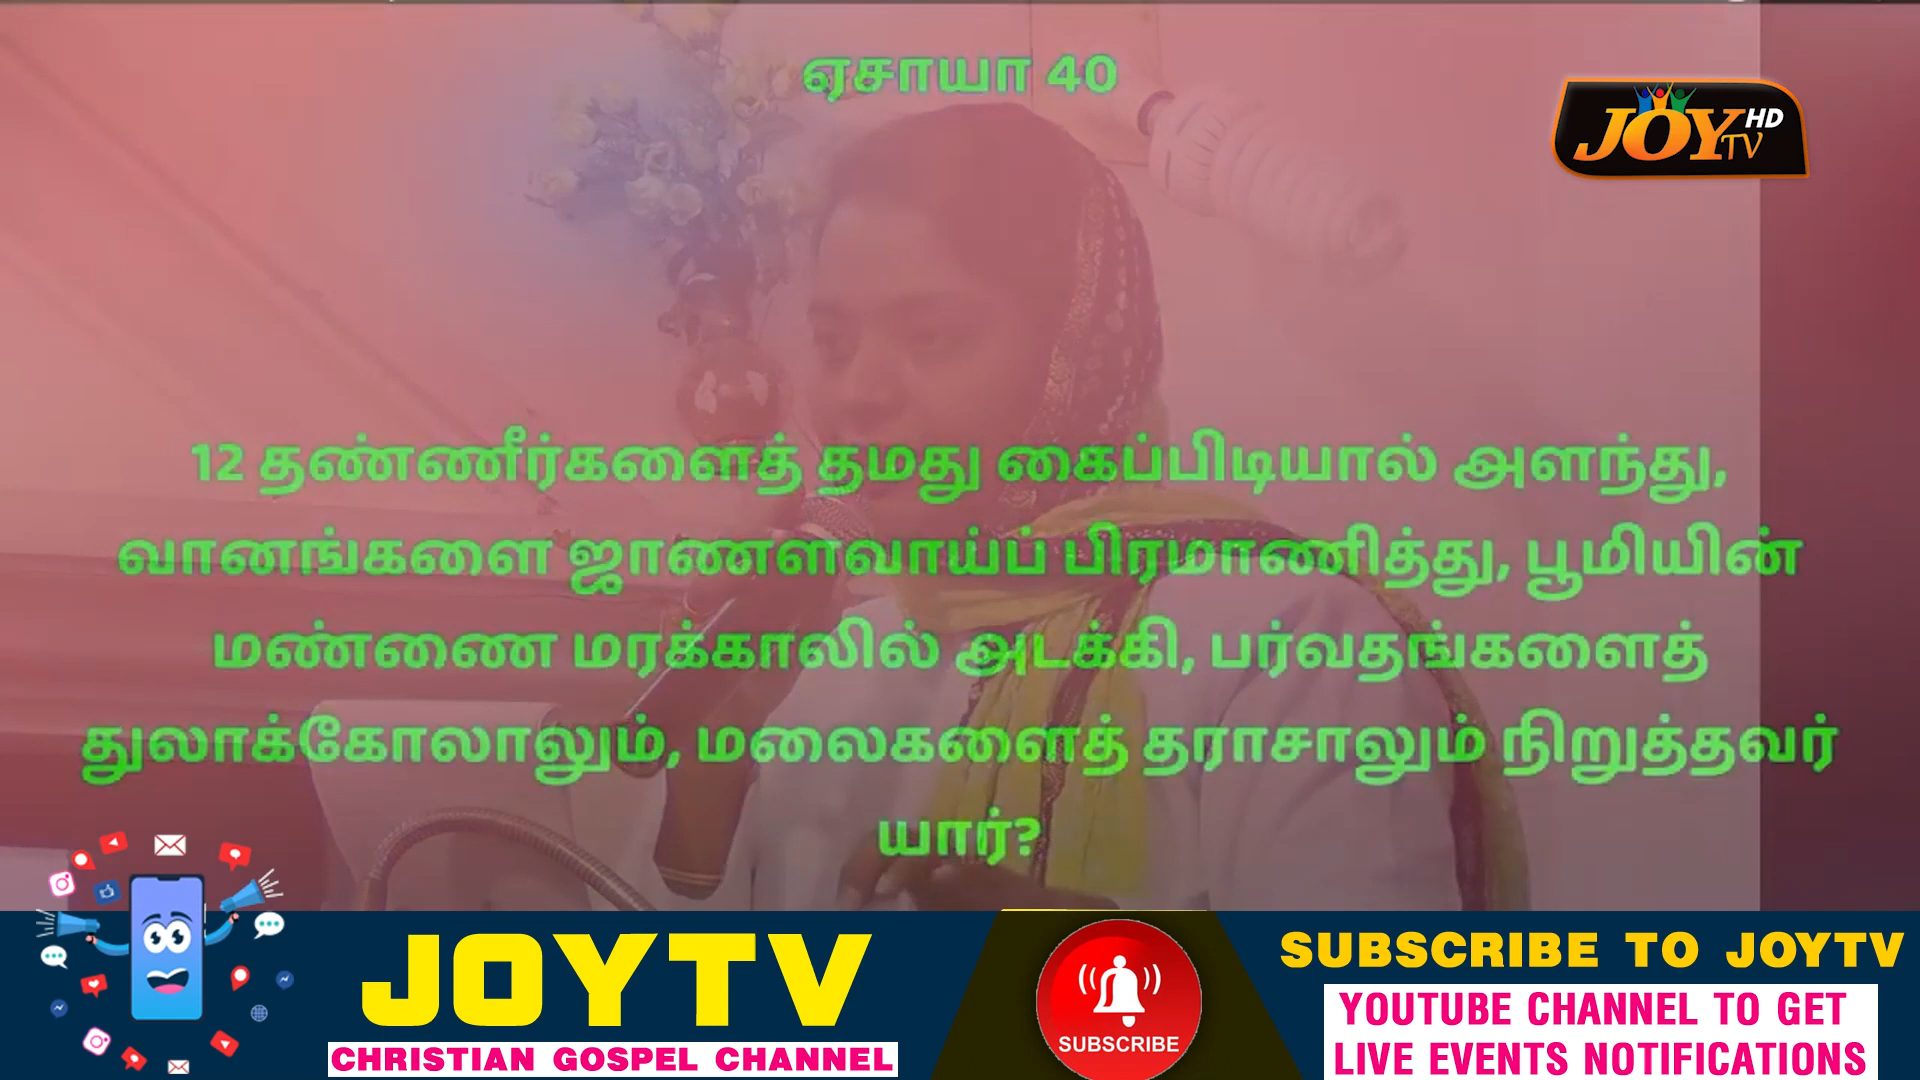 ஏசாயா 40
JOY HD
TV
12 தண்ணீர்களைத் தமது கைப்பிடியால் அளந்து,
வானங்களை ஜாணளவாய்ப் பிரமாணித்து, பூமியின்
மண்ணை மரக்காலில் அடக்கி, பர்வதங்களைத்
துலாக்கோலாலும், மலைகளைத் தராசாலும் நிறுத்தவர்
யார்?
JOYTV
CHRISTIAN GOSPEL CHANNEL
SUBSCRIBE
SUBSCRIBE TO JOYTV
YOUTUBE CHANNEL TO GET
LIVE EVENTS NOTIFICATIONS